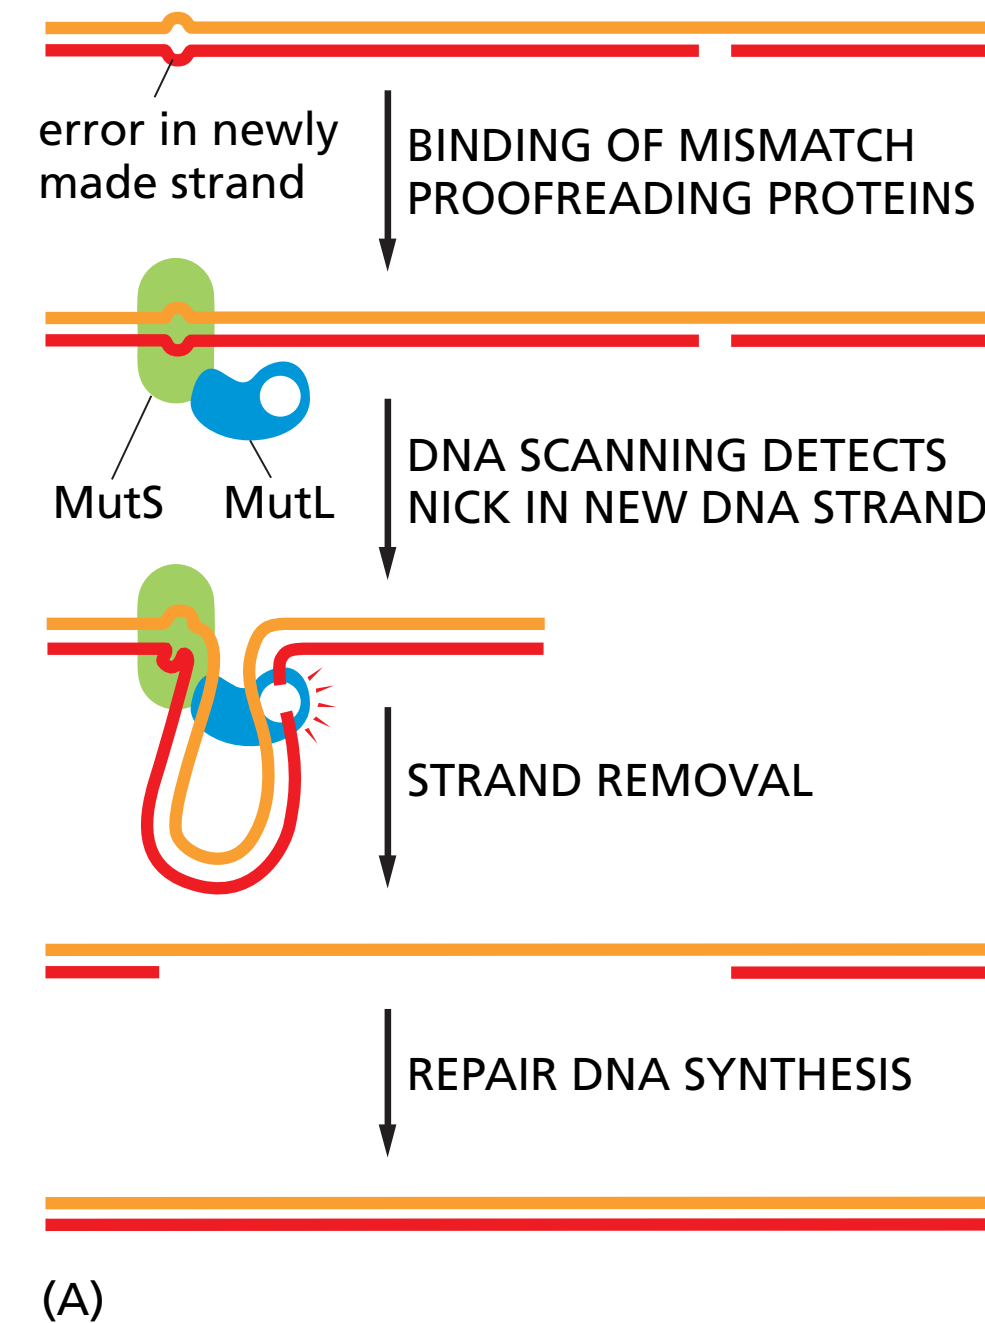 error in newly
made strand
BINDING OF MISMATCH
PROOFREADING PROTEINS
MutS
MutL
DNA SCANNING DETECTS
NICK IN NEW DNA STRAND
STRAND REMOVAL
REPAIR DNA SYNTHESIS
(A)